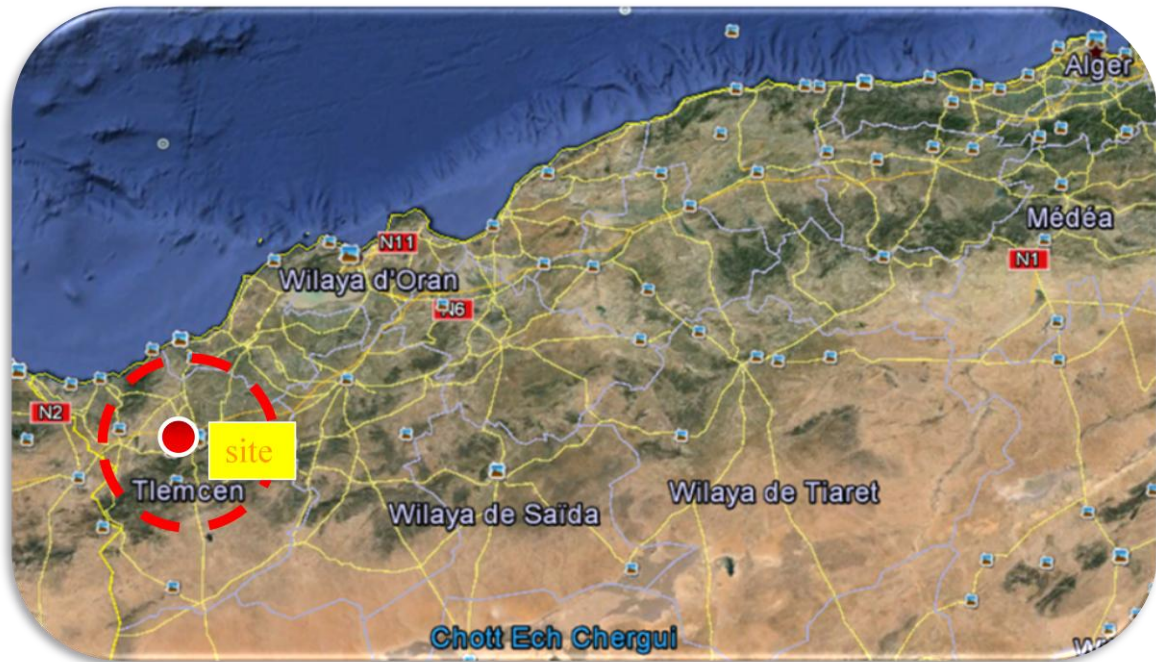 Alger
Médéa
N11
N1
Wilaya d'Oran
N6
N2
site
Tlemcen
Wilaya de Saïda
Wilaya de Tiaret
Chott Ech Chergui